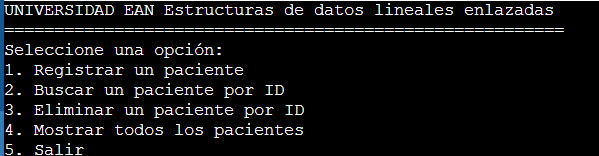 UNIVERSIDAD EAN Estructuras de datos lineales enlazadas
========================================================
Seleccione una opción:
1. Registrar un paciente
2. Buscar un paciente por ID
3. Eliminar un paciente por ID
4. Mostrar todos los pacientes
5. Salir